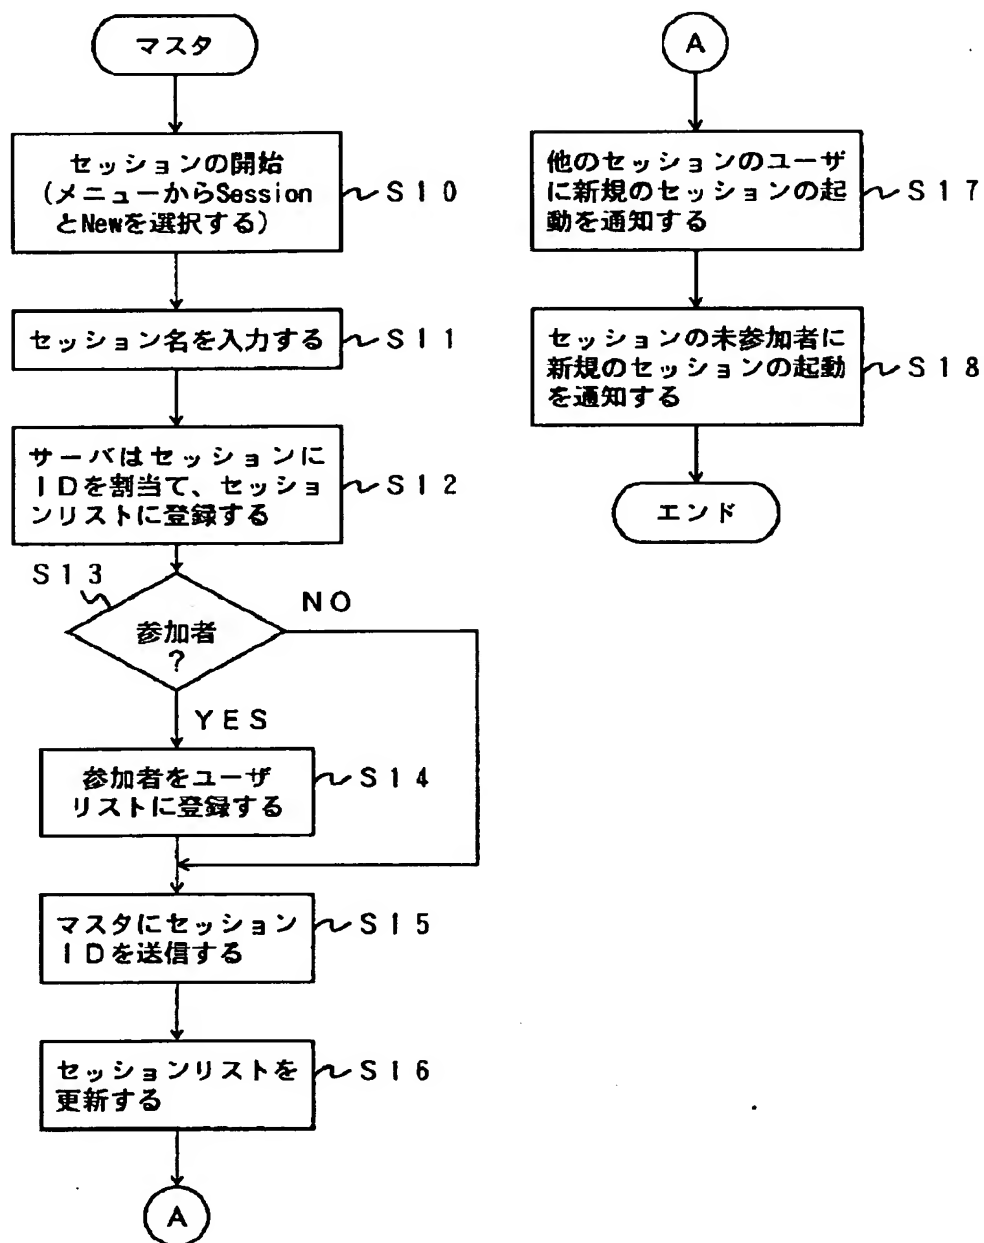 マスタ
セッションの開始
(メニューからSession
とNewを選択する)
S10
セッション名を入力する
S11
サーバはセッションに
IDを割当て、セッショ
ンリストに登録する
S12
S13
参加者
?
NO
YES
参加者をユーザ
リストに登録する
S14
マスタにセッション
IDを送信する
S15
セッションリストを
更新する
S16
A
A
他のセッションのユーザ
に新規のセッションの起
動を通知する
S17
セッションの未参加者に
新規のセッションの起動
を通知する
S18
エンド